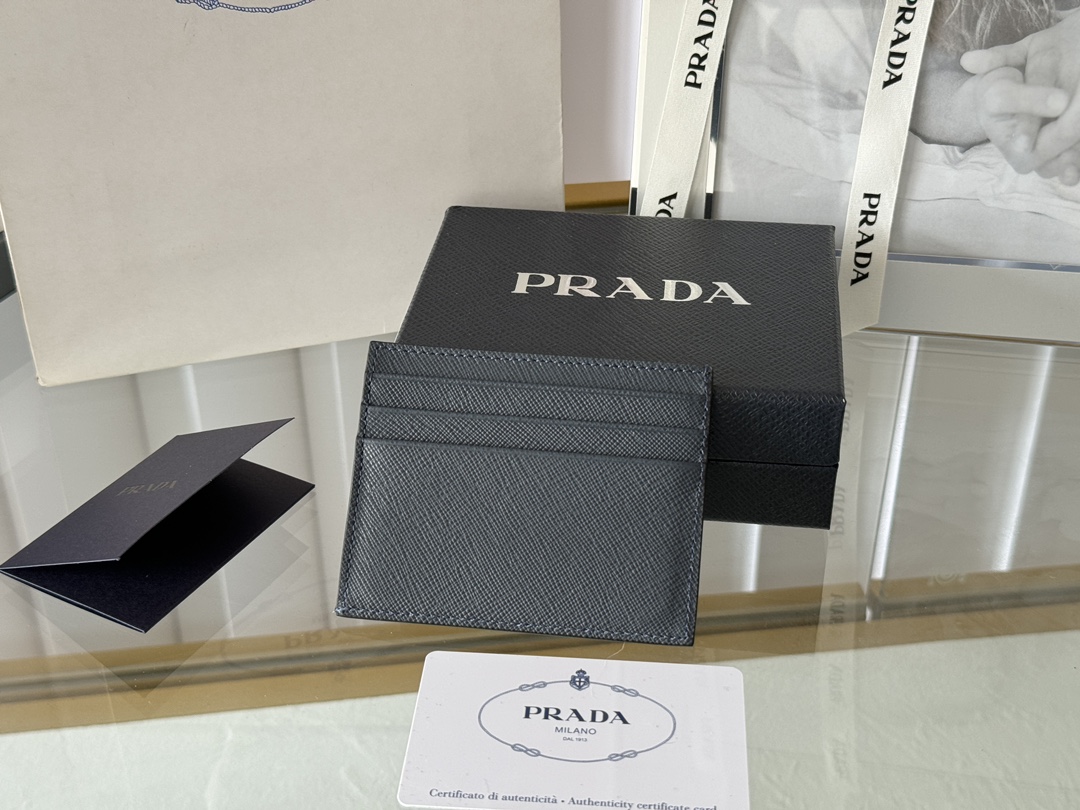 PRADA
PRADA
PRADA
PRADA
PRADA
PRADA
MILANO
DAL 1913
Certificato di autenticità • Authenticity certificate card